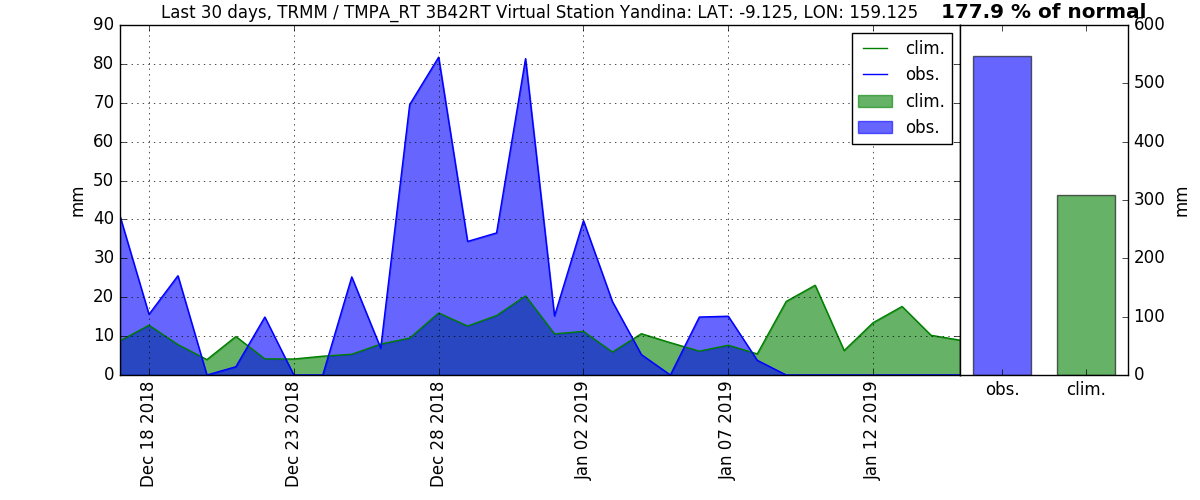 Last 30 days, TRMM / TMPA_RT 3B42RT Virtual Station Yandina: LAT: -9.125, LON: 159.125
177.9 % of normal
90
80
70
60
50
40
30
20
10
0
mm
clim.
obs.
clim.
obs.
Dec 18 2018
Dec 23 2018
Dec 28 2018
Jan 02 2019
Jan 07 2019
Jan 12 2019
600
500
400
300
200
100
0
mm
obs.
clim.